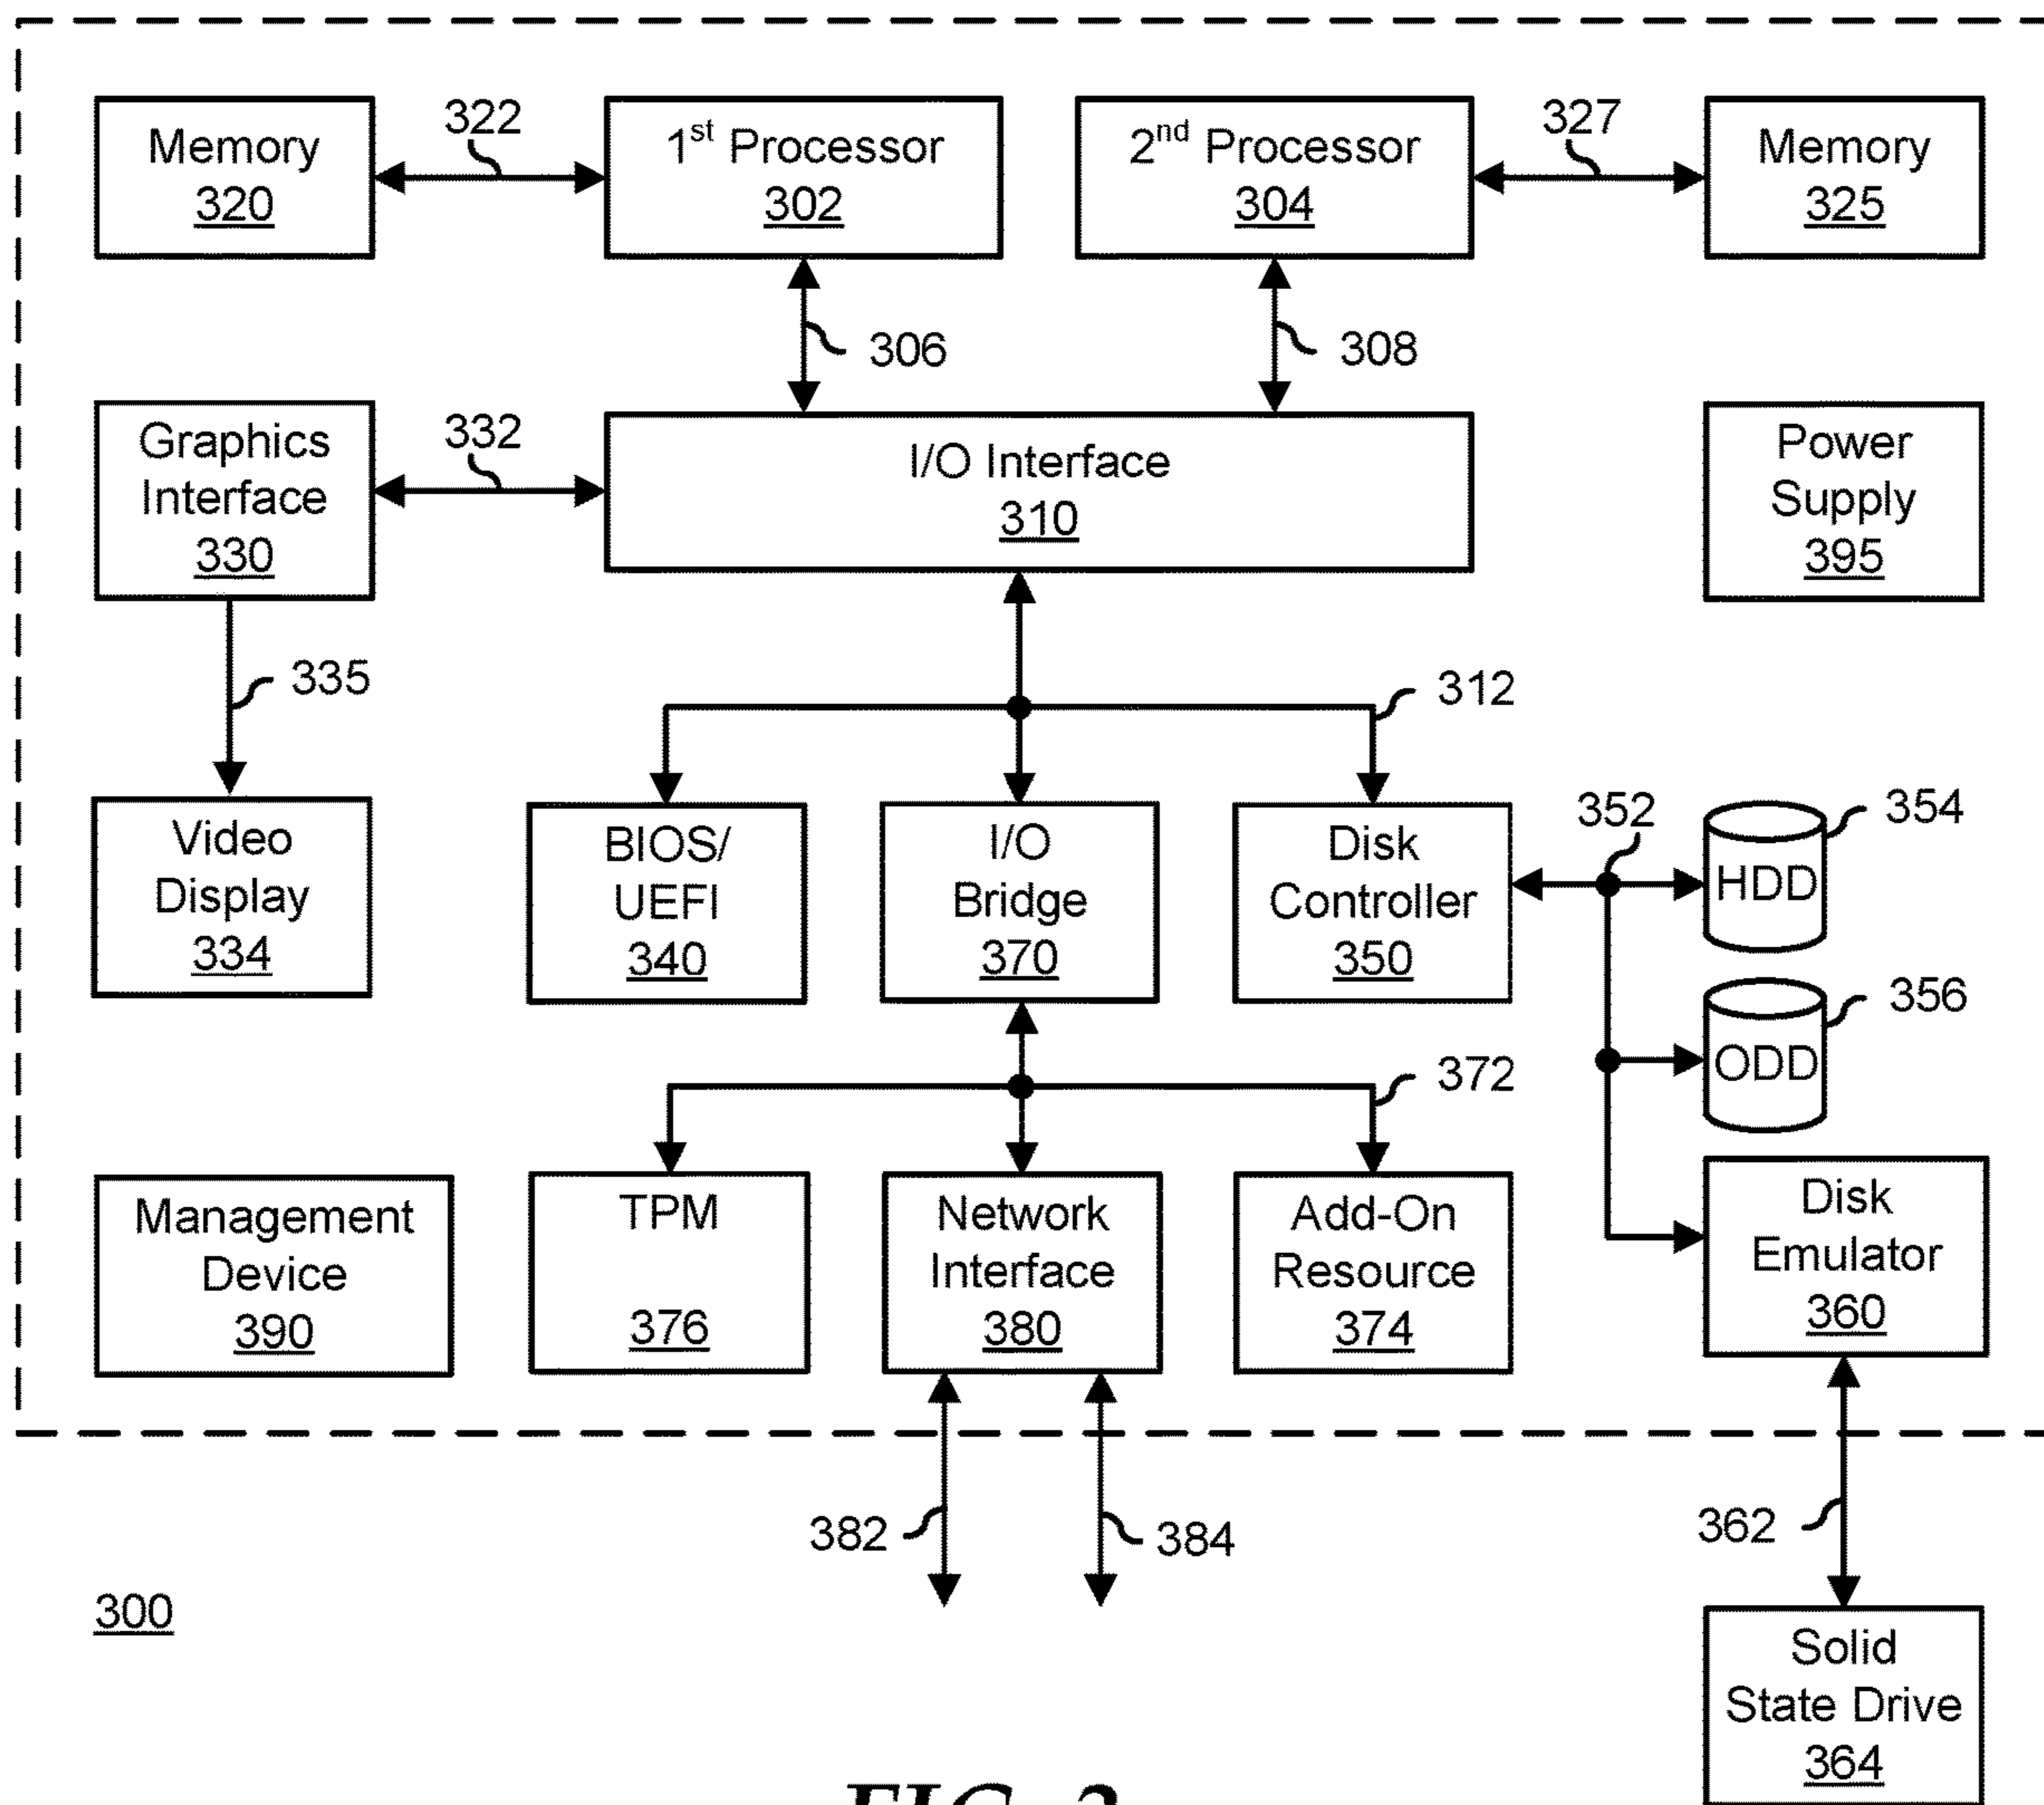 322
327
Memory
320
1st Processor
302
2nd Processor
304
Memory
325
306
308
Graphics
Interface
330
332
I/O Interface
310
Power
Supply
395
335
312
Video
Display
334
BIOS/
UEFI
340
I/O
Bridge
370
Disk
Controller
350
352
354
HDD
356
ODD
372
Management
Device
390
TPM
376
Network
Interface
380
Add-On
Resource
374
Disk
Emulator
360
382
384
362
300
Solid
State Drive
364